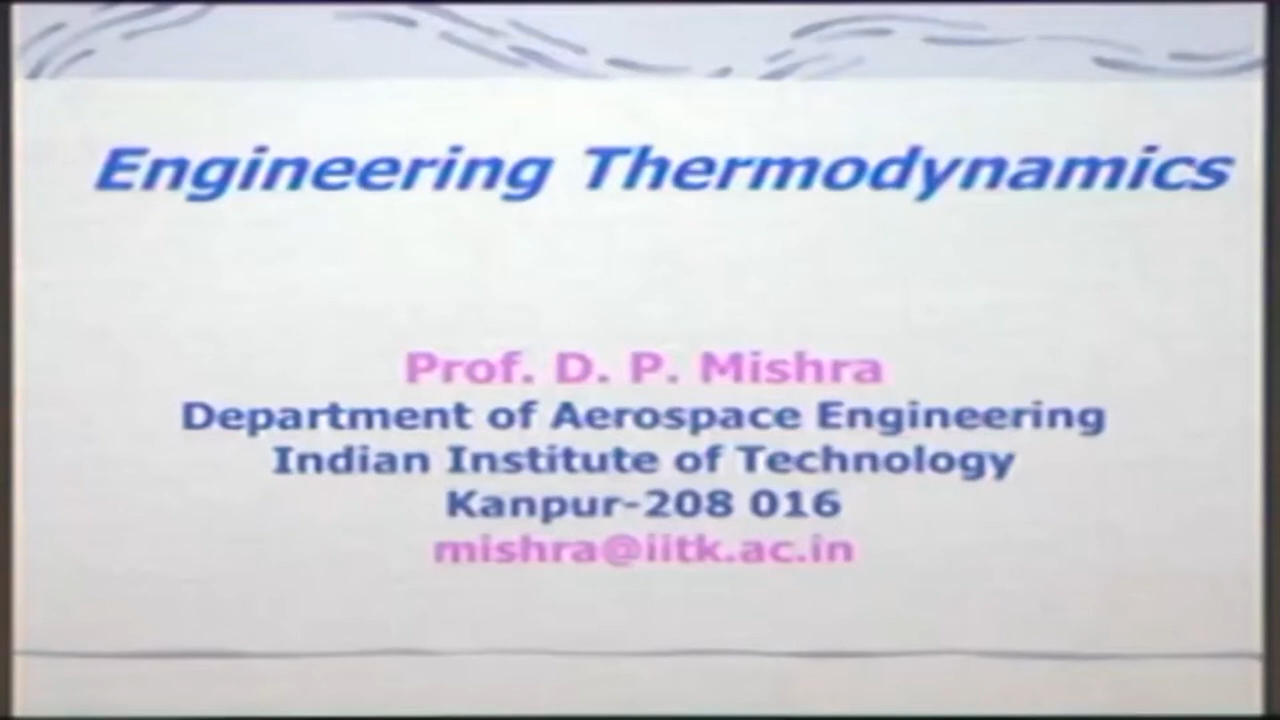 Engineering Thermodynamics
Prof. D. P. Mishra
Department of Aerospace Engineering
Indian Institute of Technology
Kanpur-208 016
mishra@iitk.ac.in